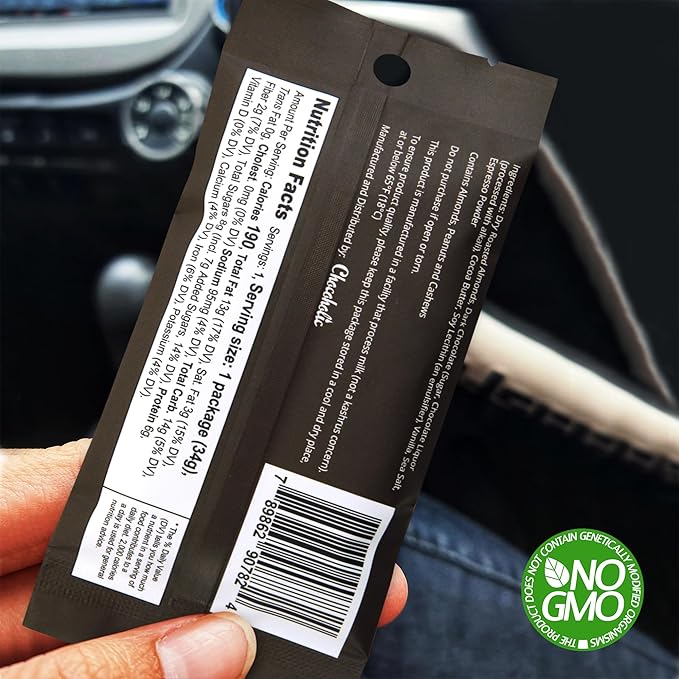 Nutrition Facts Servings: 1, Serving size: 1 package (34g),
Amount Per Serving: Calories 190, Total Fat 13g (17% DV), Sat. Fat 3g (15% DV),
Trans Fat 0g, Cholest. 0mg (0% DV), Sodium 95mg (4% DV), Total Carb. 14g (5% DV),
Fiber 2g (7% DV), Total Sugars 8g (Incl. 7g Added Sugars, 14% DV), Protein 6g,
Vitamin D (0% DV), Calcium (4% DV), Iron (6% DV), Potassium (4% DV).
* The % Daily Value
(DV) tells you how much
a nutrient in a serving of
food contributes to a
daily diet. 2,000 calories
a day is used for general
nutrition advice.
Ingredients: Dry Roasted Almonds, Dark Chocolate (Sugar, Chocolate Liquor
(processed with alkali), Cocoa Butter, Soy Lecithin (an emulsifier), Vanilla, Sea Salt,
Espresso Powder
Contains Almonds, Peanuts and Cashews
Do not purchase if open or torn.
This product is manufactured in a facility that process milk (not a kashrus concern),
To ensure product quality, please keep this package stored in a cool and dry place,
at or below 65°F (18°C)
Manufactured and Distributed by: Chocoholic
7 89862 90782 4
NO
GMO
THE PRODUCT DOES NOT CONTAIN GENETICALLY MODIFIED ORGANISMS